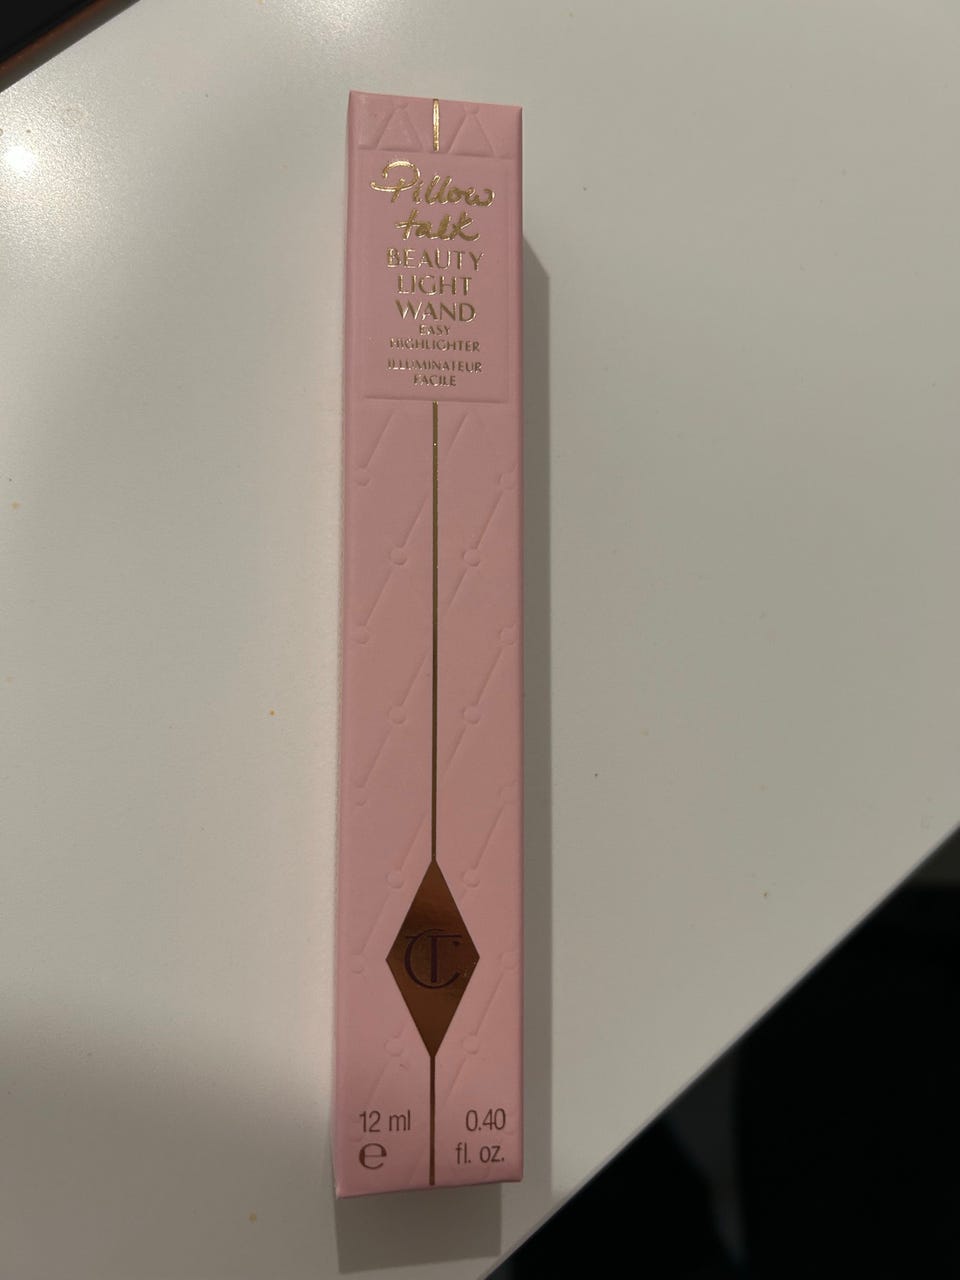 Pillow
talk
BEAUTY
LIGHT
WAND
EASY
HIGHLIGHTER
ILLUMINATEUR
FACILE
CT
12 ml 0.40
e fl. oz.